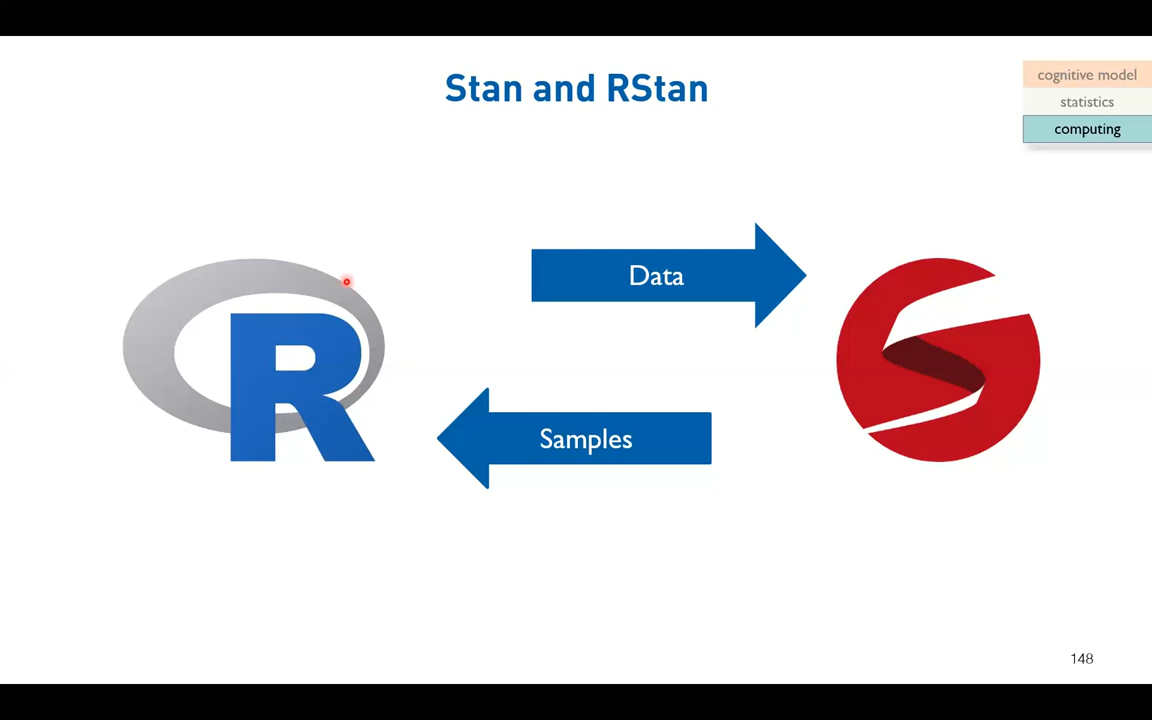 Stan and RStan
cognitive model
statistics
computing
Data
R
Samples
148